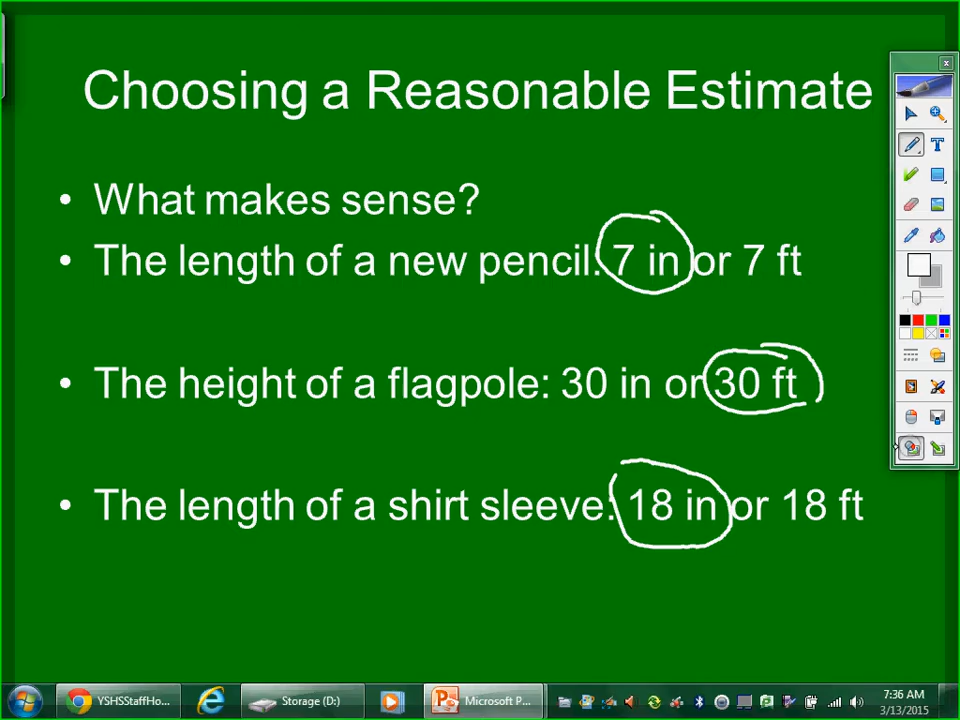 Choosing a Reasonable Estimate
• What makes sense?
• The length of a new pencil: 7 in or 7 ft
• The height of a flagpole: 30 in or 30 ft
• The length of a shirt sleeve: 18 in or 18 ft
YSHSStaffHo...
Storage (D:)
Microsoft P...
7:36 AM
3/13/2015